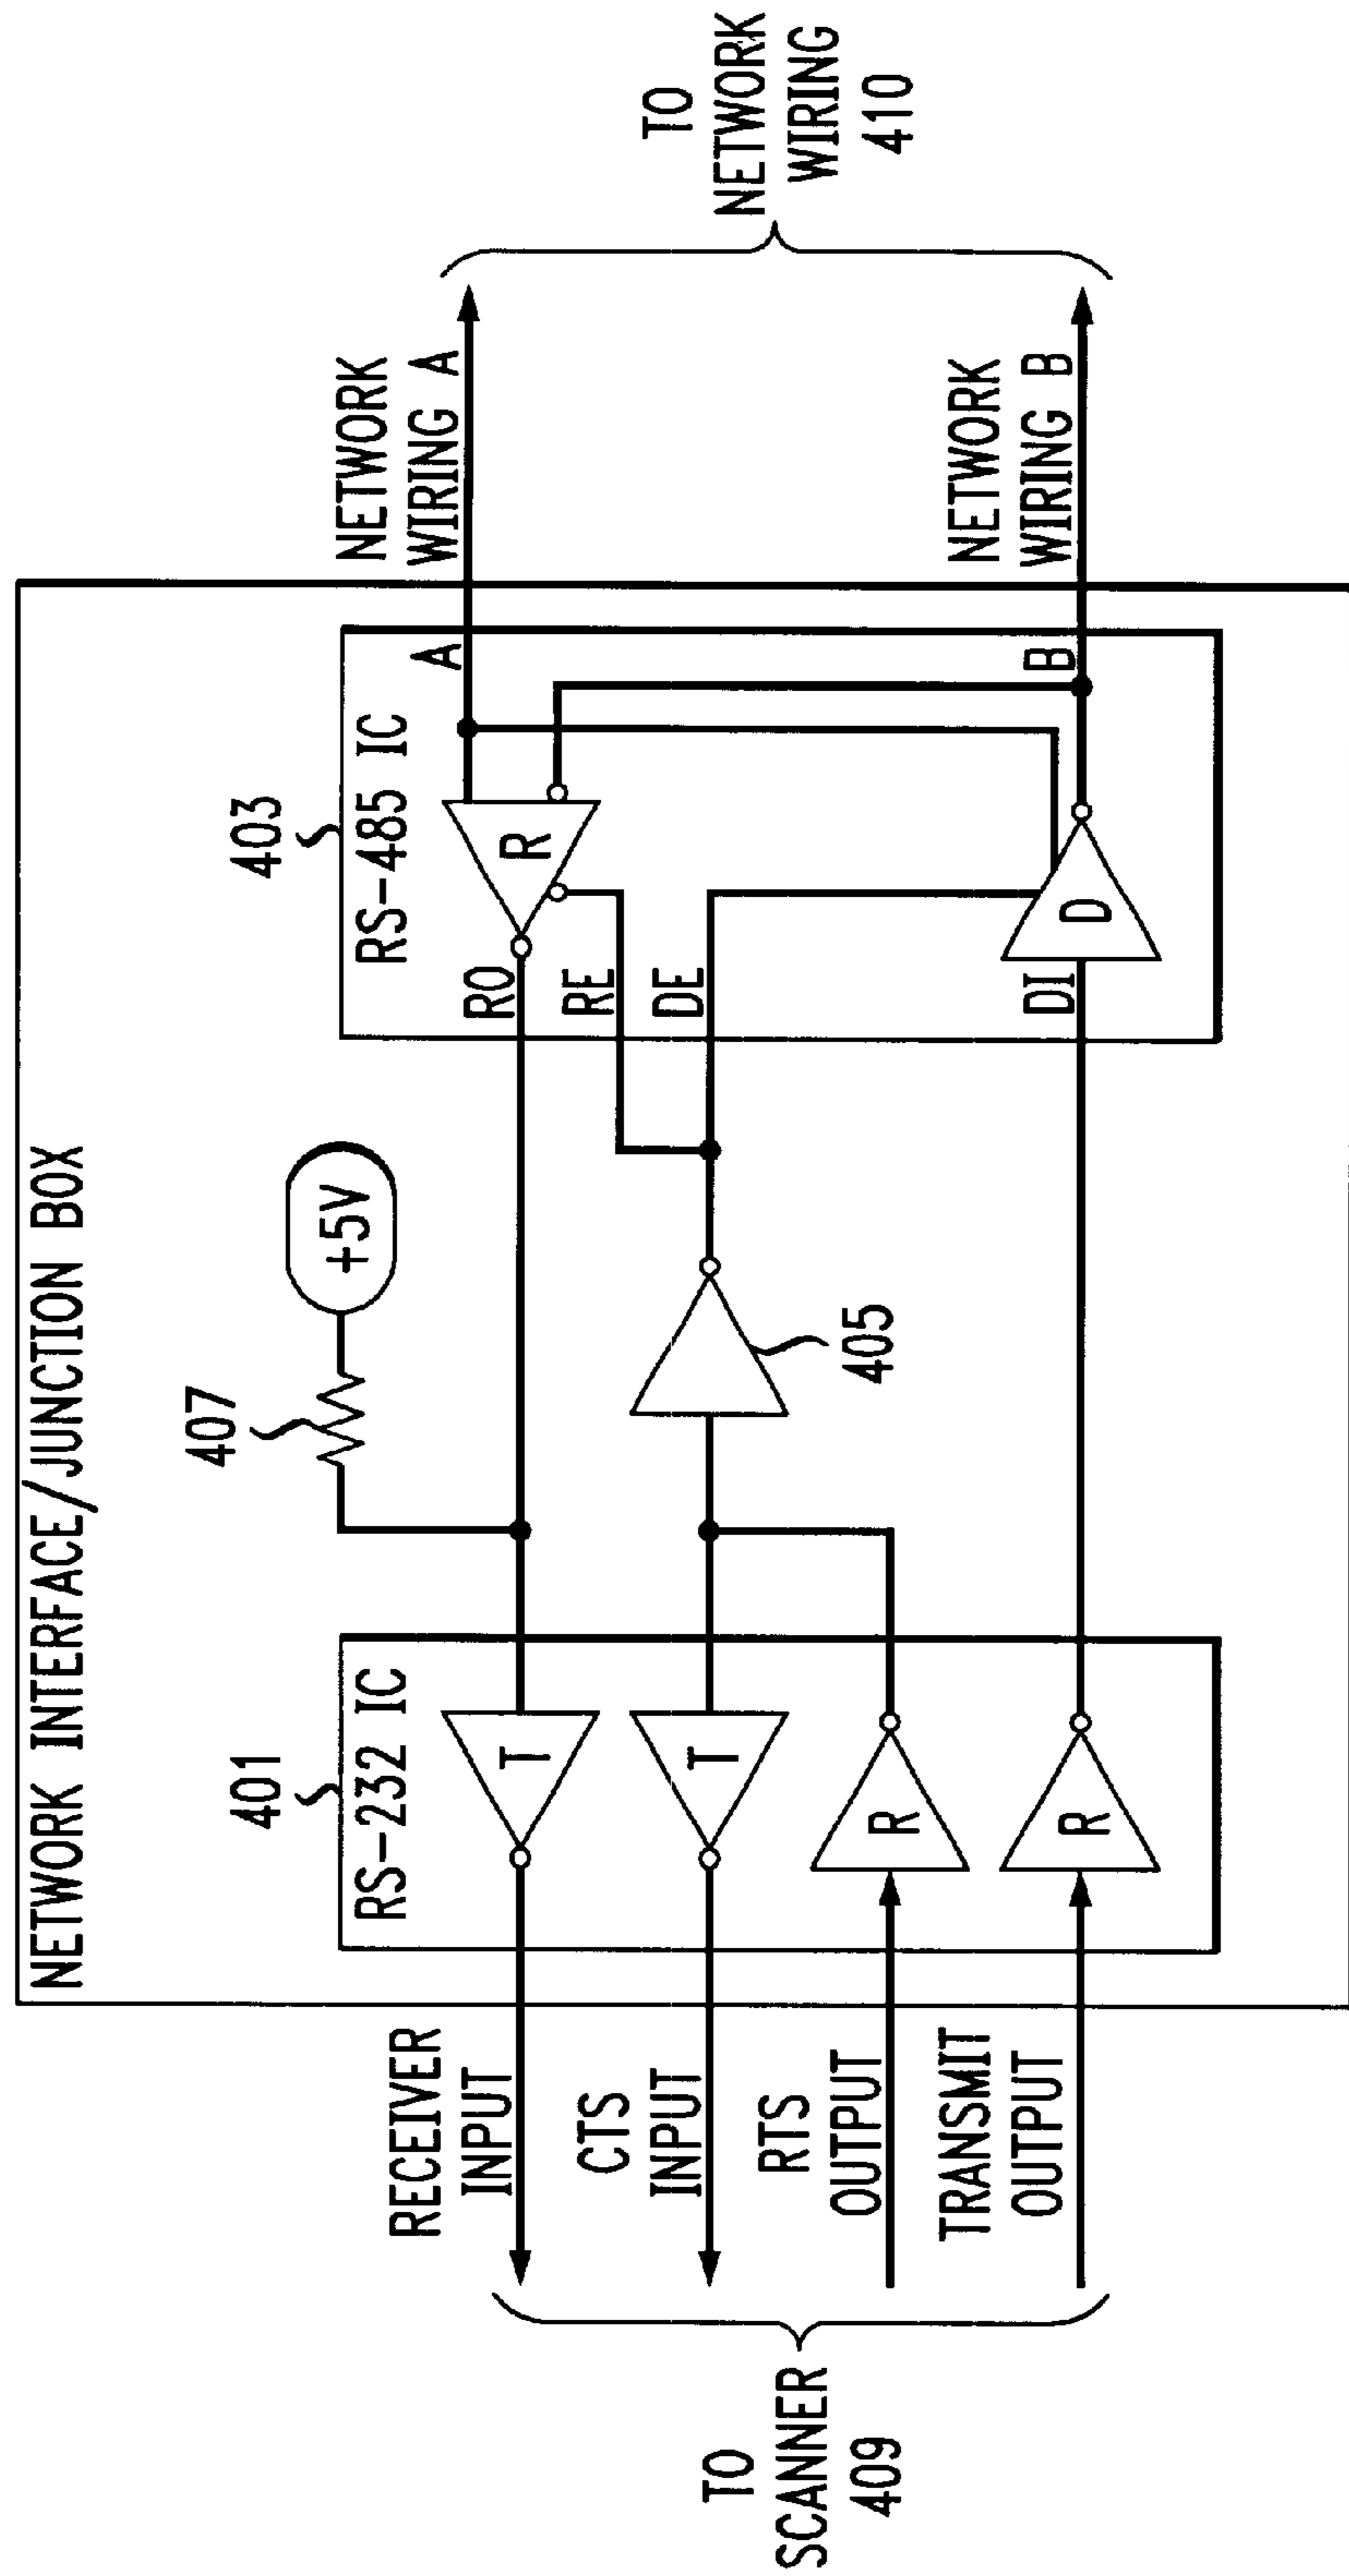 NETWORK INTERFACE/JUNCTION BOX
407
+5V
401
RS-232 IC
403
RS-485 IC
RECEIVER
INPUT
T
RO
R
A
NETWORK
WIRING A
CTS
INPUT
T
405
RE
DE
RTS
OUTPUT
R
TRANSMIT
OUTPUT
R
DI
D
B
NETWORK
WIRING B
TO
SCANNER
409
TO
NETWORK
WIRING
410